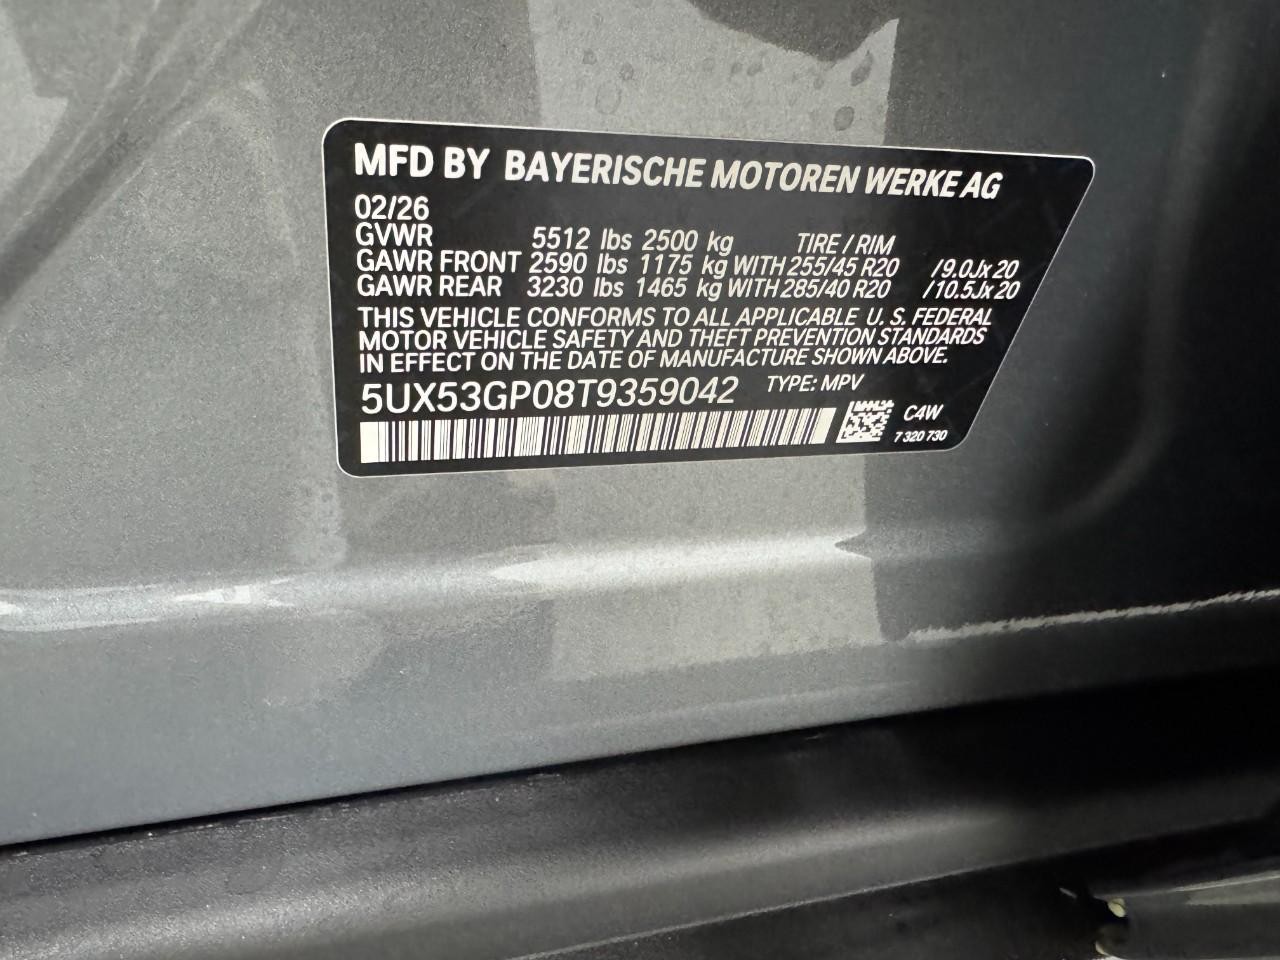 MFD BY BAYERISCHE MOTOREN WERKE AG
02/26
GVWR 5512 lbs 2500 kg TIRE / RIM
GAWR FRONT 2590 lbs 1175 kg WITH 255/45 R20 /9.0Jx20
GAWR REAR 3230 lbs 1465 kg WITH 285/40 R20 /10.5Jx20
THIS VEHICLE CONFORMS TO ALL APPLICABLE U. S. FEDERAL
MOTOR VEHICLE SAFETY AND THEFT PREVENTION STANDARDS
IN EFFECT ON THE DATE OF MANUFACTURE SHOWN ABOVE.
5UX53GP08T9359042 TYPE: MPV
C4W
7 320 730